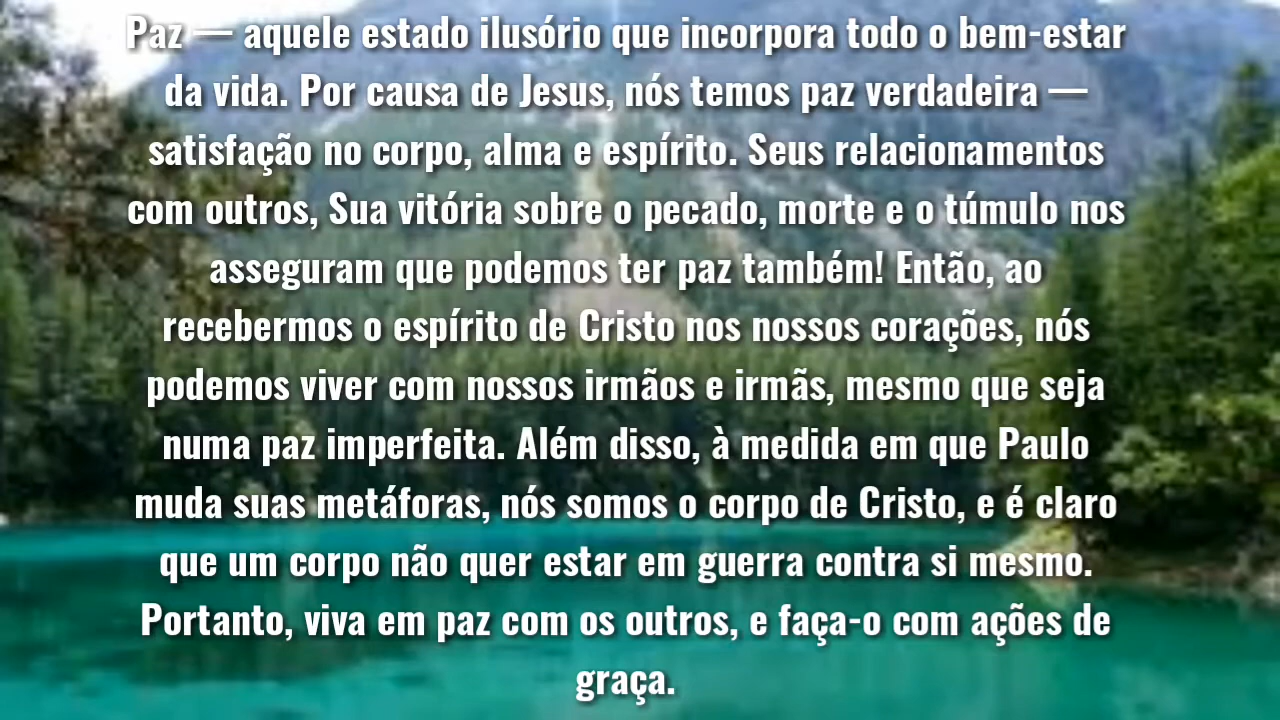 Paz — aquele estado ilusório que incorpora todo o bem-estar
da vida. Por causa de Jesus, nós temos paz verdadeira —
satisfação no corpo, alma e espírito. Seus relacionamentos
com outros, Sua vitória sobre o pecado, morte e o túmulo nos
asseguram que podemos ter paz também! Então, ao
recebermos o espírito de Cristo nos nossos corações, nós
podemos viver com nossos irmãos e irmãs, mesmo que seja
numa paz imperfeita. Além disso, à medida em que Paulo
muda suas metáforas, nós somos o corpo de Cristo, e é claro
que um corpo não quer estar em guerra contra si mesmo.
Portanto, viva em paz com os outros, e faça-o com ações de
graça.